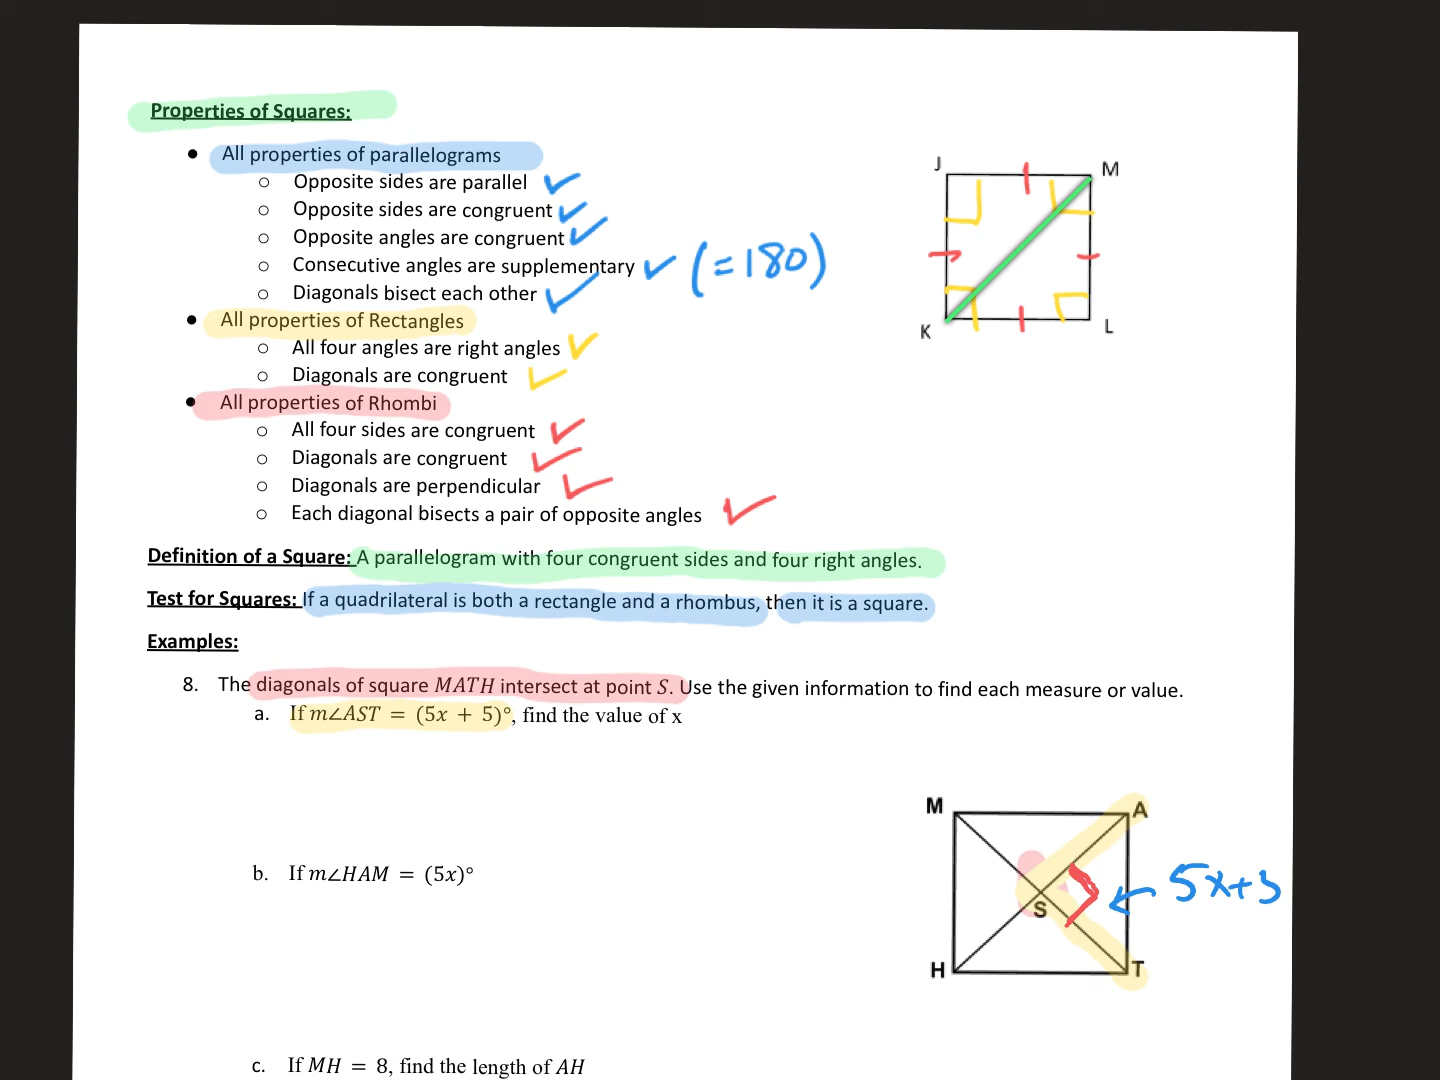 Properties of Squares:
• All properties of parallelograms
○ Opposite sides are parallel ✓
○ Opposite sides are congruent ✓
○ Opposite angles are congruent ✓
○ Consecutive angles are supplementary ✓ (=180)
○ Diagonals bisect each other ✓
• All properties of Rectangles
○ All four angles are right angles ✓
○ Diagonals are congruent ✓
• All properties of Rhombi
○ All four sides are congruent ✓
○ Diagonals are congruent ✓
○ Diagonals are perpendicular ✓
○ Each diagonal bisects a pair of opposite angles ✓
J M
K L
Definition of a Square: A parallelogram with four congruent sides and four right angles.
Test for Squares: If a quadrilateral is both a rectangle and a rhombus, then it is a square.
Examples:
8. The diagonals of square MATH intersect at point S. Use the given information to find each measure or value.
a. If m∠AST = (5x + 5)°, find the value of x
b. If m∠HAM = (5x)°
M A
S
5x+5
H T
c. If MH = 8, find the length of AH